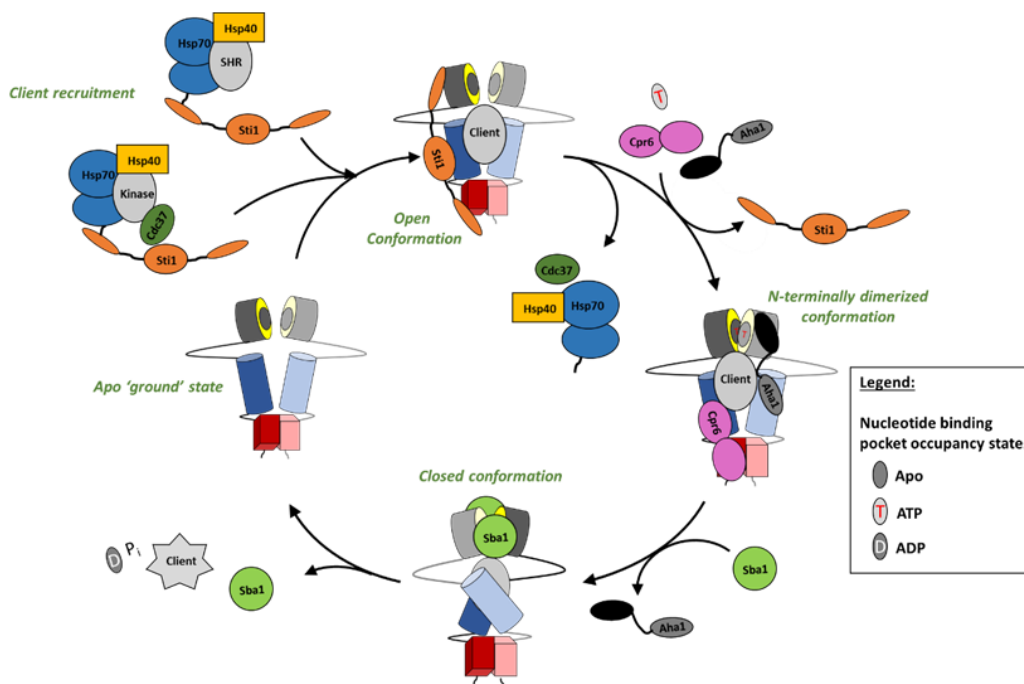 Hsp40
Hsp70
SHR
Client recruitment
Sti1
Hsp40
Hsp70
Kinase
Cdc37
Sti1
Client
Sti1
Open
Conformation
T
Cpr6
Aha1
Sti1
Cdc37
Hsp40
Hsp70
N-terminally dimerized
conformation
T
Client
Aha1
Cpr6
Apo ‘ground’ state
Legend:
Nucleotide binding
pocket occupancy state
Apo
T ATP
D ADP
Closed conformation
Sba1
Sba1
Aha1
D Pi
Client
Sba1